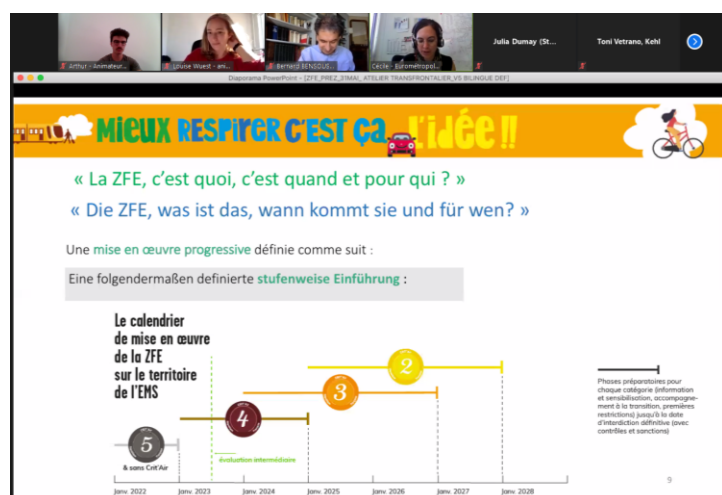 Arthur - Animateur...
Louise Wuest - ani...
Bernard BENSOUS...
Cécile - Eurométropol...
Julia Dumay (St...
Toni Vetrano, Kehl
Diaporama PowerPoint - [ZFE_PREZ_31MAI_ ATELIER TRANSFRONTALIER_VS BILINGUE DEF]
MIEUX RESPIRER C'EST ÇA L'idée !!
« La ZFE, c'est quoi, c'est quand et pour qui ? »
« Die ZFE, was ist das, wann kommt sie und für wen? »
Une mise en œuvre progressive définie comme suit :
Eine folgendermaßen definierte stufenweise Einführung :
Le calendrier
de mise en œuvre
de la ZFE
sur le territoire
de l'EMS
2
3
4
5
& sans Crit'Air
évaluation intermédiaire
Phases préparatoires pour
chaque catégorie (information
et sensibilisation, accompagne-
ment à la transition, premières
restrictions) jusqu'à la date
d'interdiction définitive (avec
contrôles et sanctions)
Janv. 2022 Janv. 2023 Janv. 2024 Janv. 2025 Janv. 2026 Janv. 2027 Janv. 2028
9